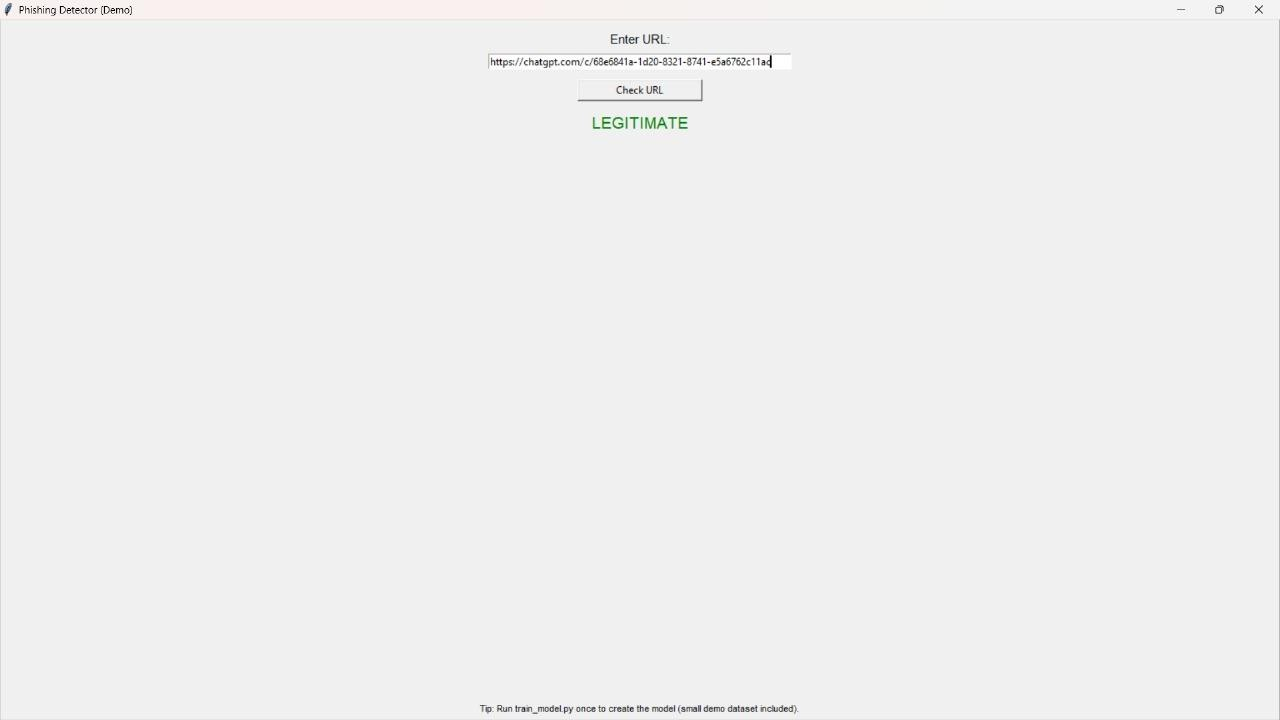 Phishing Detector (Demo)
Enter URL:
https://chatgpt.com/c/68e6841a-1d20-8321-8741-e5a6762c11ac
Check URL
LEGITIMATE
Tip: Run train_model.py once to create the model (small demo dataset included).